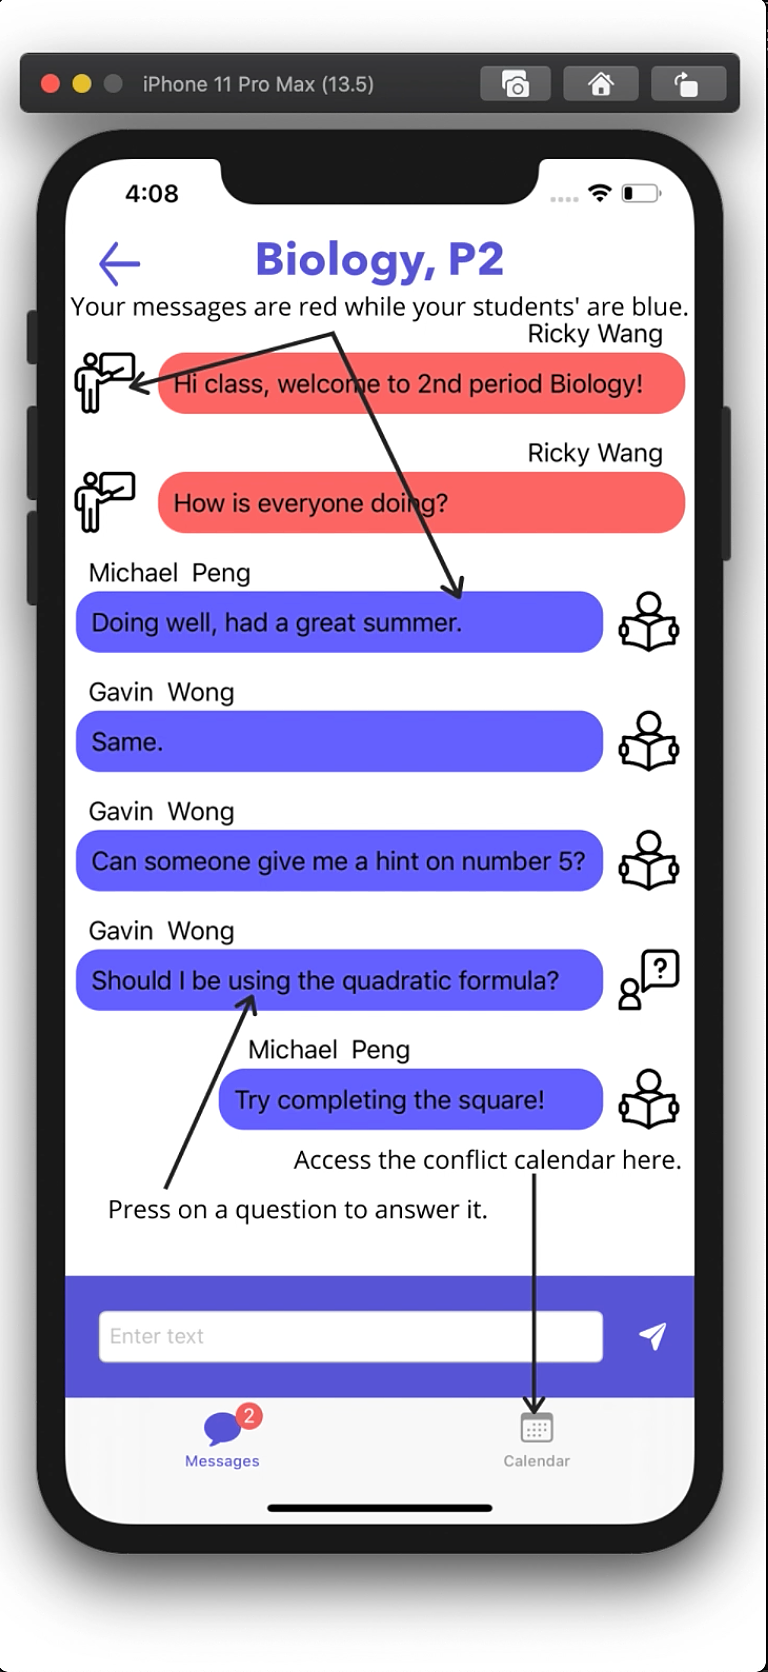 iPhone 11 Pro Max (13.5)
4:08
Biology, P2
Your messages are red while your students' are blue.
Ricky Wang
Hi class, welcome to 2nd period Biology!
Ricky Wang
How is everyone doing?
Michael Peng
Doing well, had a great summer.
Gavin Wong
Same.
Gavin Wong
Can someone give me a hint on number 5?
Gavin Wong
Should I be using the quadratic formula?
?
Michael Peng
Try completing the square!
Access the conflict calendar here.
Press on a question to answer it.
Enter text
2
Messages
Calendar